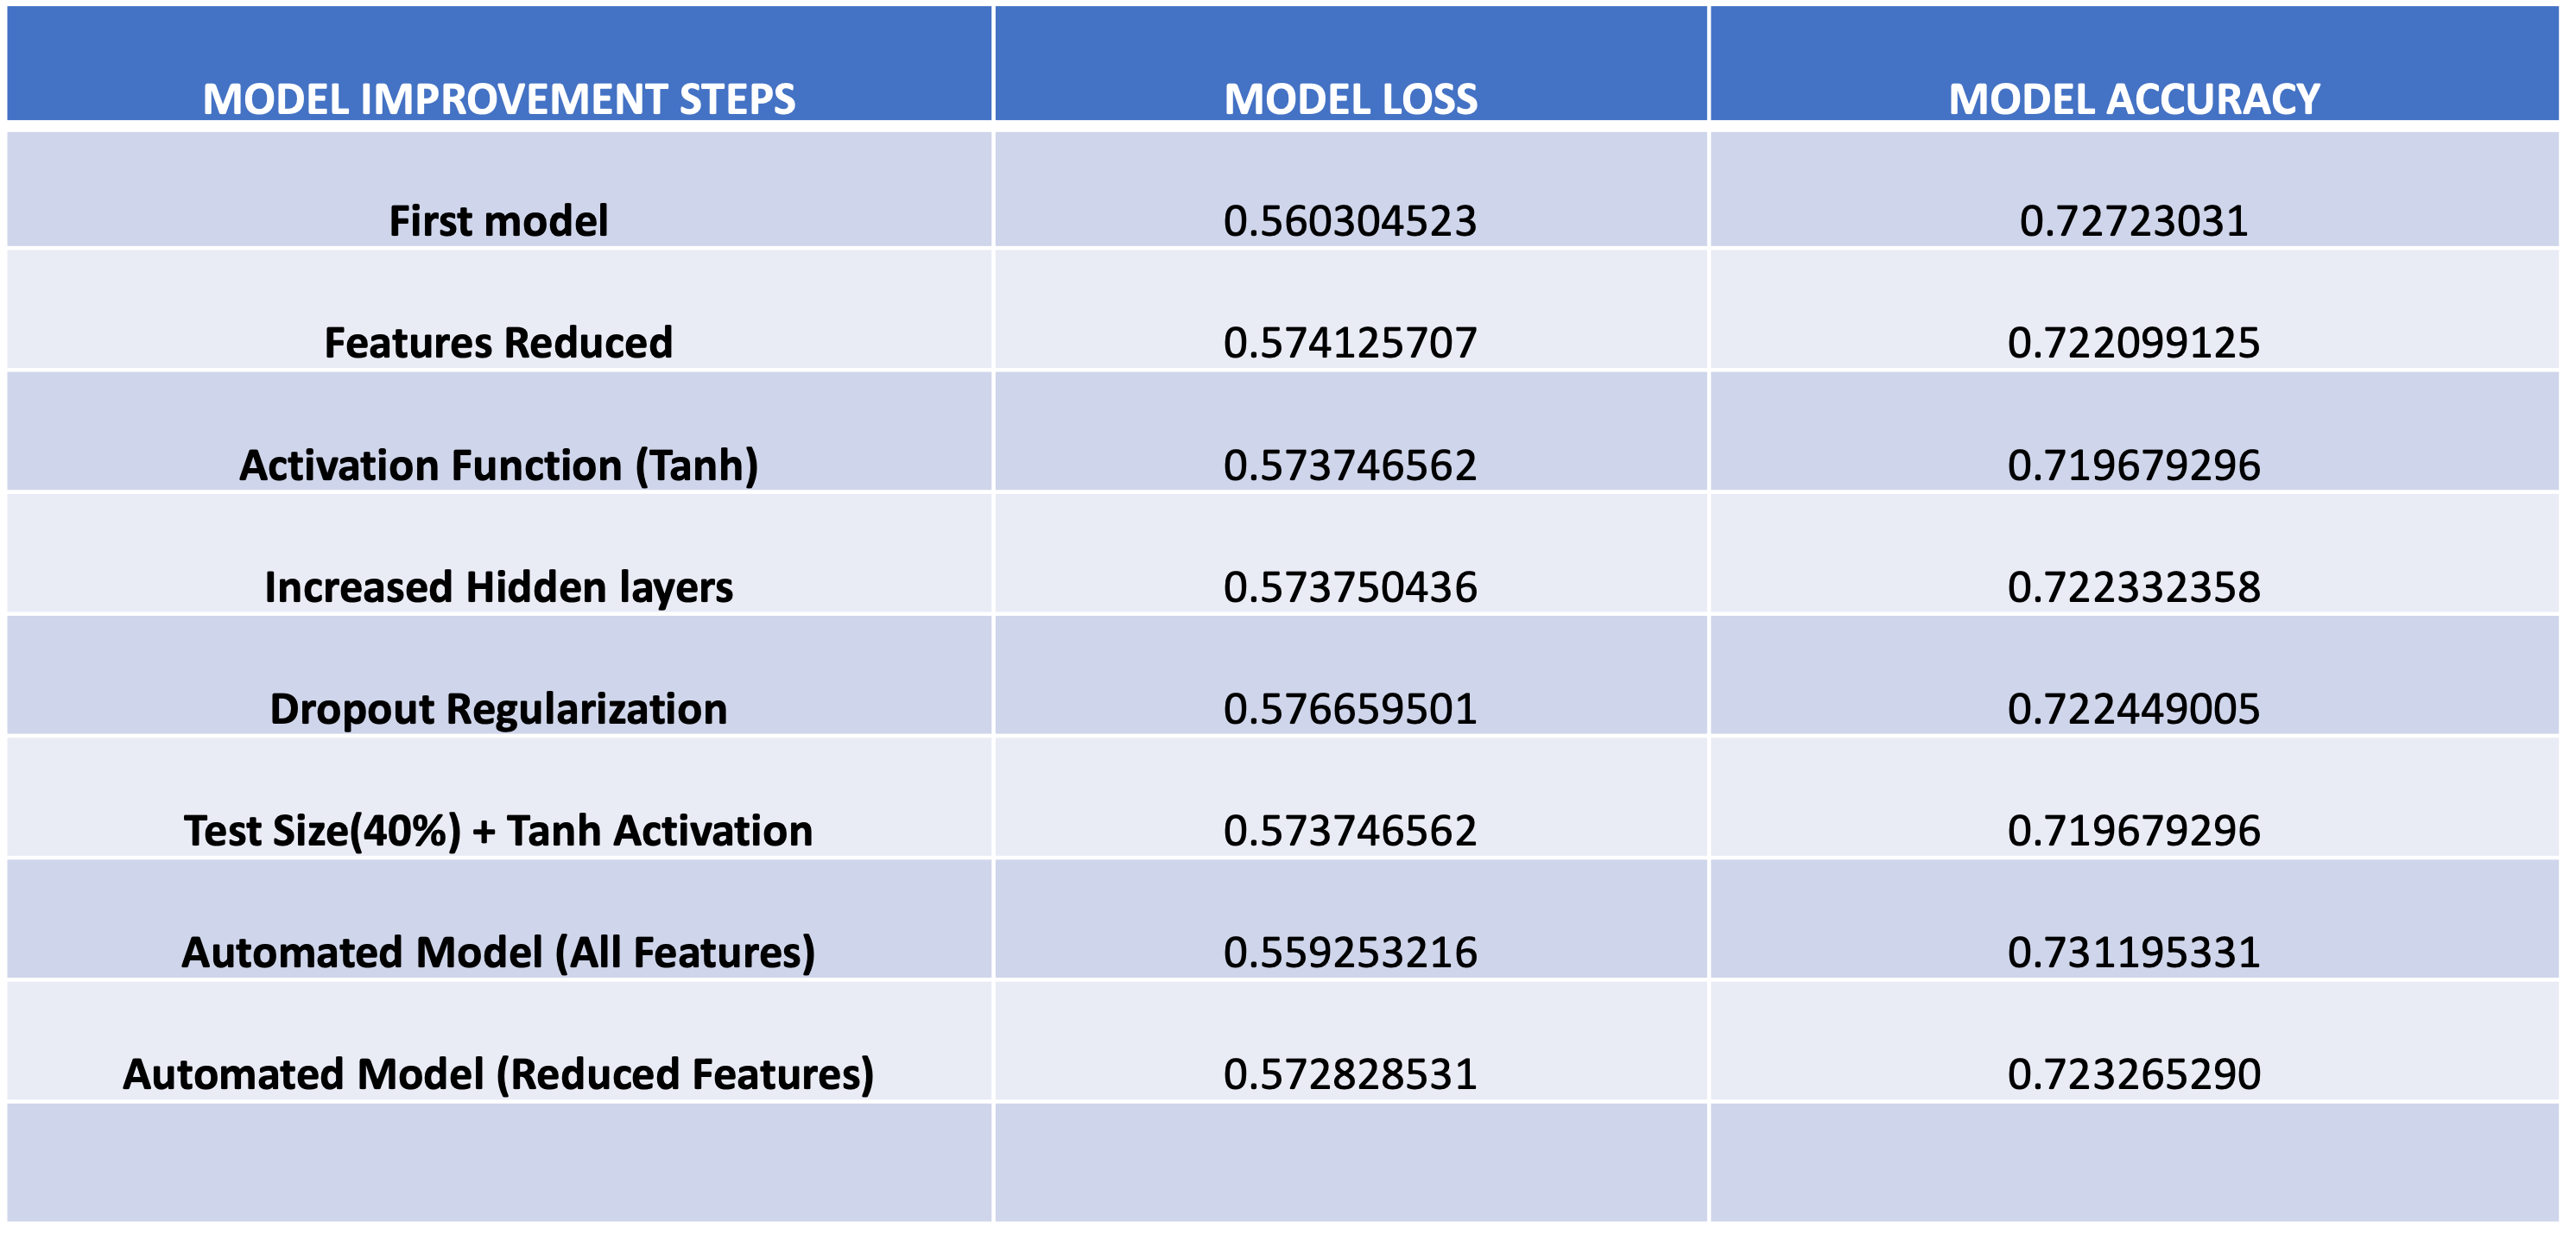 MODEL IMPROVEMENT STEPS MODEL LOSS MODEL ACCURACY
First model 0.560304523 0.72723031
Features Reduced 0.574125707 0.722099125
Activation Function (Tanh) 0.573746562 0.719679296
Increased Hidden layers 0.573750436 0.722332358
Dropout Regularization 0.576659501 0.722449005
Test Size(40%) + Tanh Activation 0.573746562 0.719679296
Automated Model (All Features) 0.559253216 0.731195331
Automated Model (Reduced Features) 0.572828531 0.723265290